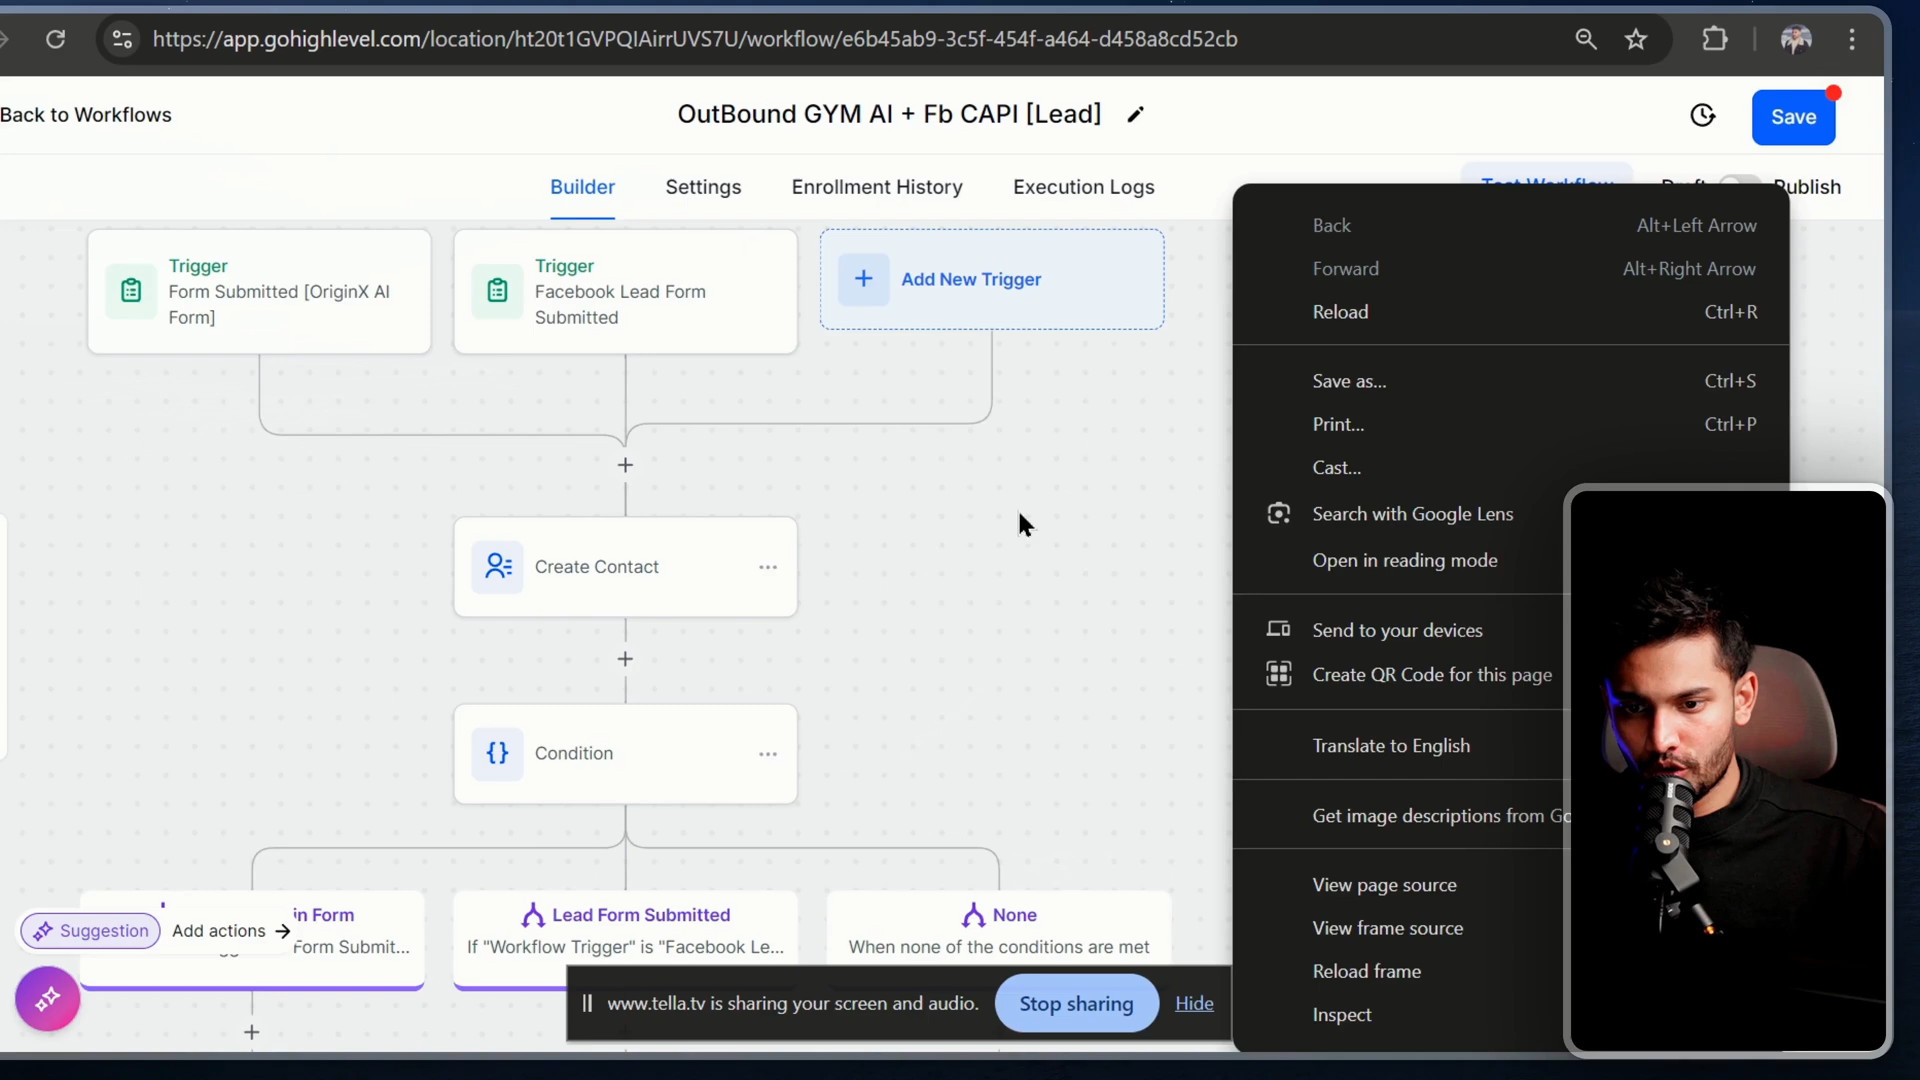 https://app.gohighlevel.com/location/ht20t1GVPQIAirrUVS7U/workflow/e6b45ab9-3c5f-454f-a464-d458a8cd52cb
Back to Workflows
OutBound GYM AI + Fb CAPI [Lead]
Save
Builder
Settings
Enrollment History
Execution Logs
Test Workflow
Draft
Publish
Trigger
Form Submitted [OriginX AI
Form]
Trigger
Facebook Lead Form
Submitted
Add New Trigger
Create Contact
Condition
in Form
Form Submit...
Lead Form Submitted
If "Workflow Trigger" is "Facebook Le...
None
When none of the conditions are met
Suggestion
Add actions
www.tella.tv is sharing your screen and audio.
Stop sharing
Hide
Back Alt+Left Arrow
Forward Alt+Right Arrow
Reload Ctrl+R
Save as... Ctrl+S
Print... Ctrl+P
Cast...
Search with Google Lens
Open in reading mode
Send to your devices
Create QR Code for this page
Translate to English
Get image descriptions from Go
View page source
View frame source
Reload frame
Inspect